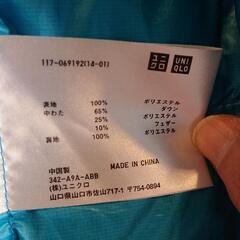 ユニクロ
UNIQLO
117-069192(14-01)
表地 100% ポリエステル
中わた 65% ダウン
25% ポリエステル
10% フェザー
裏地 100% ポリエステル
中国製 MADE IN CHINA
342-A9A-ABB
(株)ユニクロ
山口県山口市佐山717-1 〒754-0894